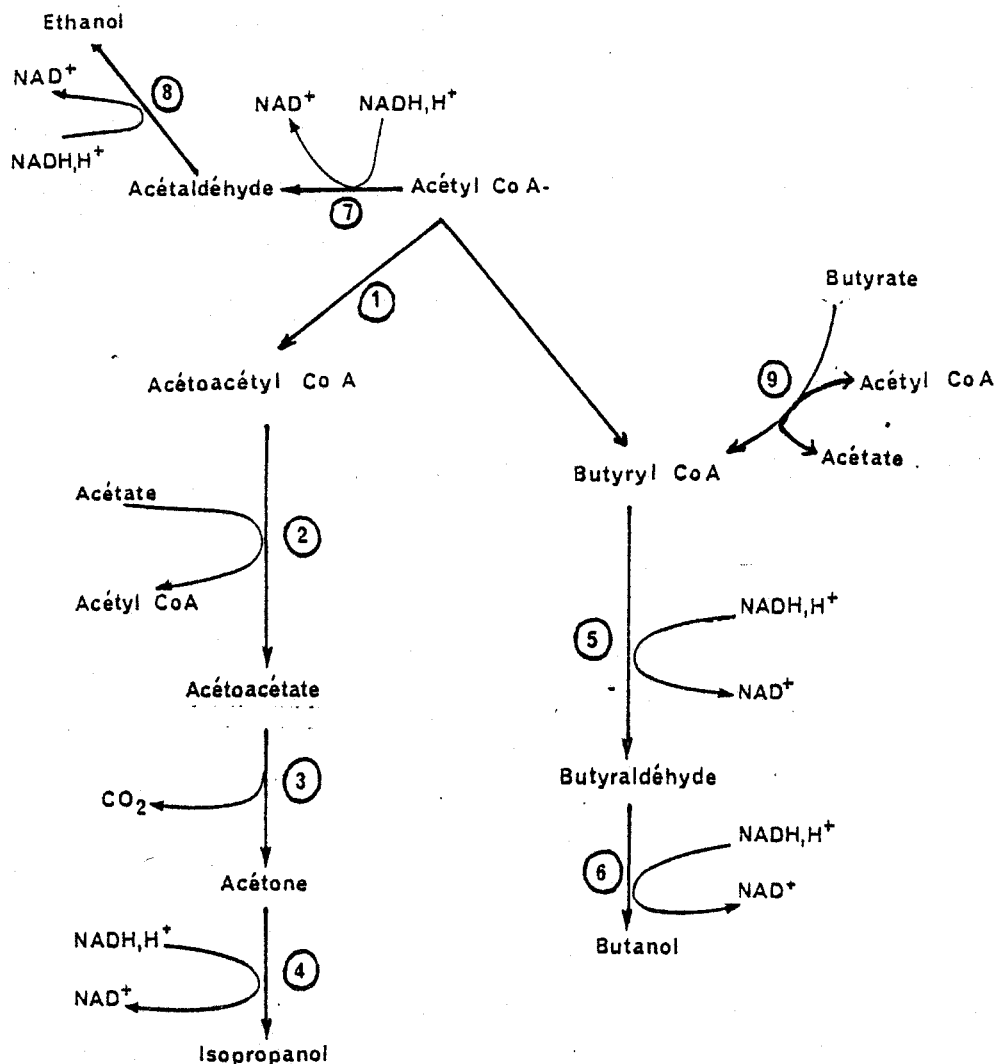 Ethanol
NAD+
8
NADH,H+
NAD+
NADH,H+
Acétaldéhyde
Acétyl CoA-
7
1
Butyrate
Acétoacétyl Co A
9
Acétyl CoA
Acétate
Butyryl CoA
Acétate
2
Acétyl CoA
NADH,H+
5
NAD+
Acétoacétate
3
CO2
Butyraldéhyde
NADH,H+
6
NAD+
Acétone
Butanol
NADH,H+
4
NAD+
Isopropanol